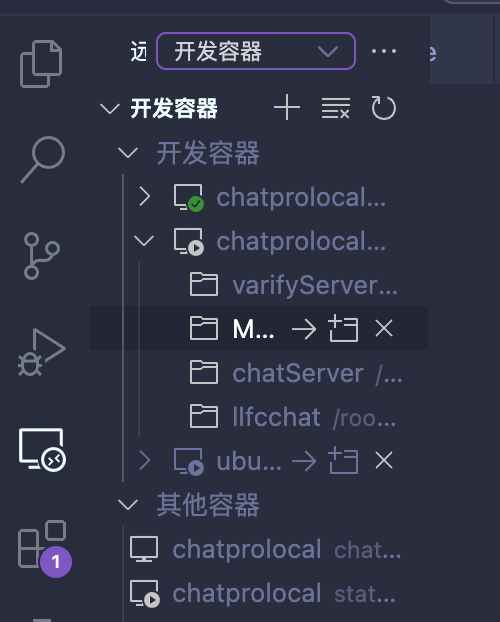 远 开发容器 ··· e
开发容器
开发容器
chatprolocal...
chatprolocal...
varifyServer...
M...
chatServer /...
llfcchat /roo...
ubu...
其他容器
chatprolocal chat...
1
chatprolocal stat...